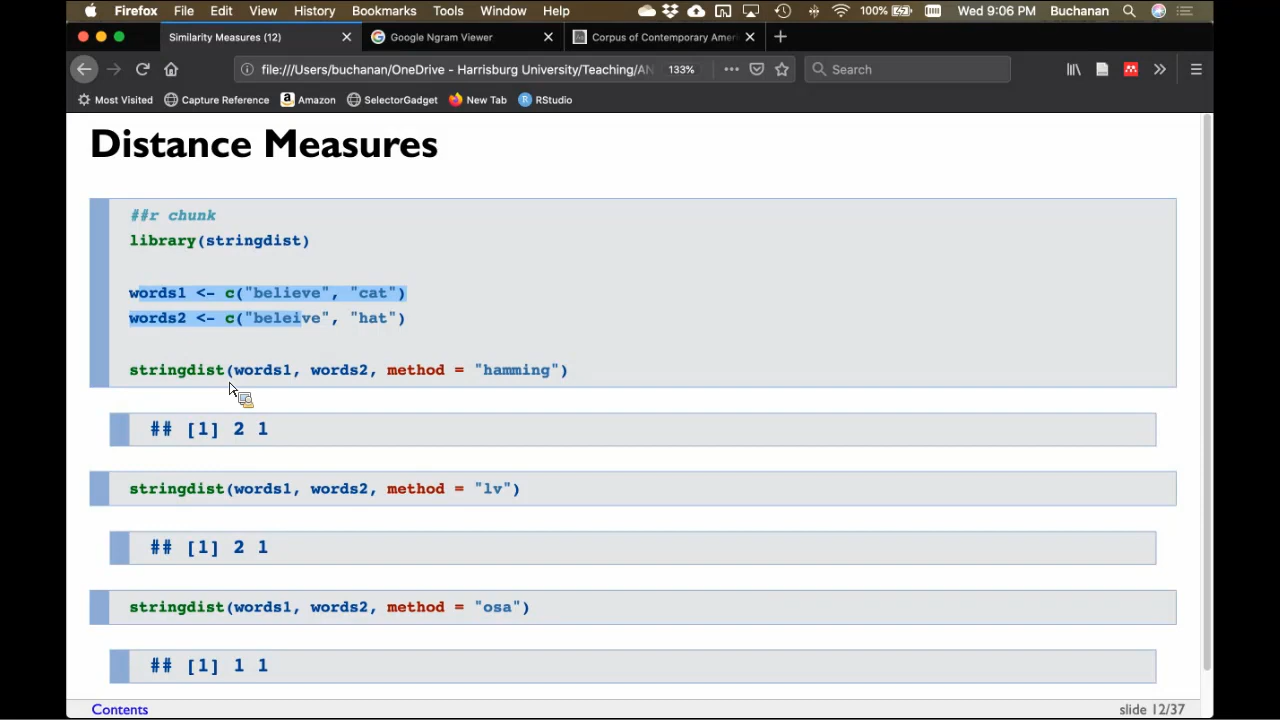 Firefox File Edit View History Bookmarks Tools Window Help 100% Wed 9:06 PM Buchanan
Similarity Measures (12) Google Ngram Viewer Corpus of Contemporary Ameri
file:///Users/buchanan/OneDrive - Harrisburg University/Teaching/AN 133% Search
Most Visited Capture Reference Amazon SelectorGadget New Tab RStudio
Distance Measures
##r chunk
library(stringdist)
words1 <- c("believe", "cat")
words2 <- c("beleive", "hat")
stringdist(words1, words2, method = "hamming")
## [1] 2 1
stringdist(words1, words2, method = "lv")
## [1] 2 1
stringdist(words1, words2, method = "osa")
## [1] 1 1
Contents slide 12/37